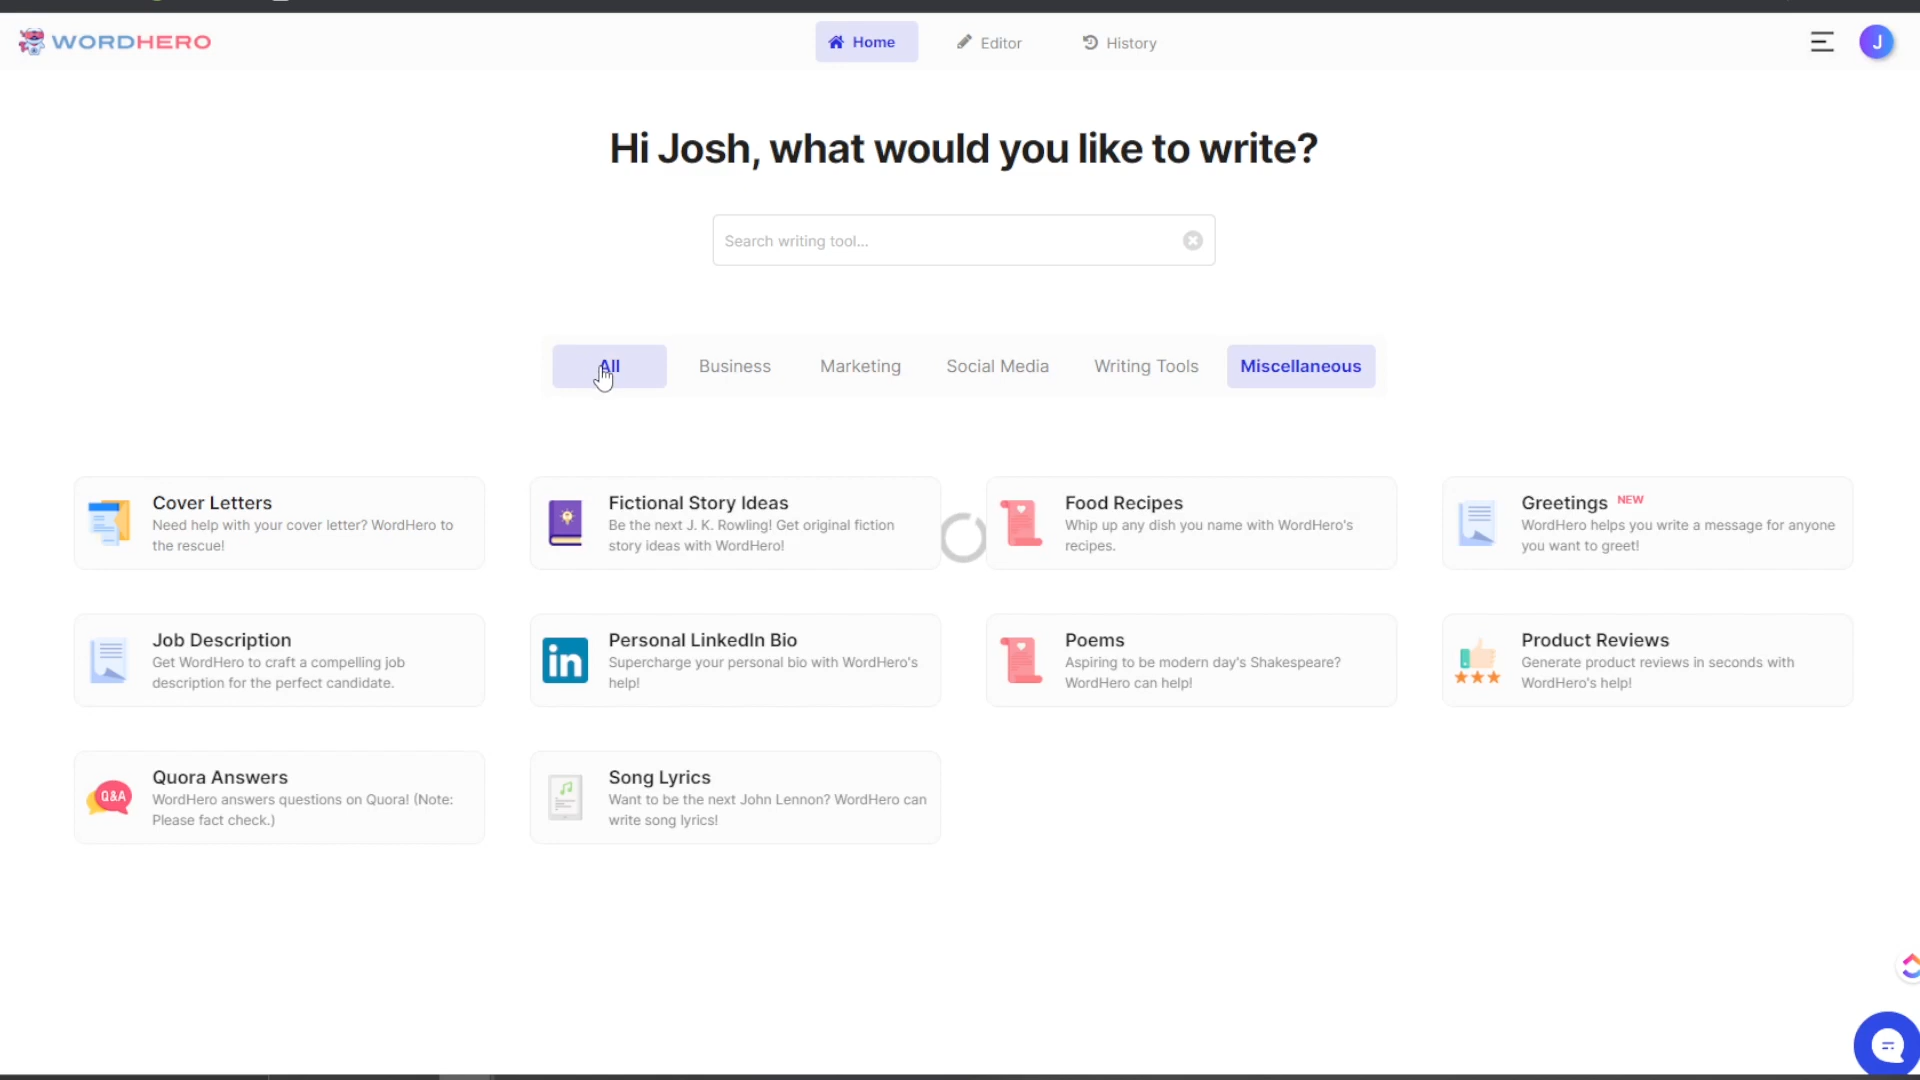 WORDHERO
Home
Editor
History
J
Hi Josh, what would you like to write?
Search writing tool...
All
Business
Marketing
Social Media
Writing Tools
Miscellaneous
Cover Letters
Need help with your cover letter? WordHero to
the rescue!
Fictional Story Ideas
Be the next J. K. Rowling! Get original fiction
story ideas with WordHero!
Food Recipes
Whip up any dish you name with WordHero's
recipes.
Greetings NEW
WordHero helps you write a message for anyone
you want to greet!
Job Description
Get WordHero to craft a compelling job
description for the perfect candidate.
in
Personal LinkedIn Bio
Supercharge your personal bio with WordHero's
help!
Poems
Aspiring to be modern day's Shakespeare?
WordHero can help!
Product Reviews
Generate product reviews in seconds with
WordHero's help!
Q&A
Quora Answers
WordHero answers questions on Quora! (Note:
Please fact check.)
Song Lyrics
Want to be the next John Lennon? WordHero can
write song lyrics!